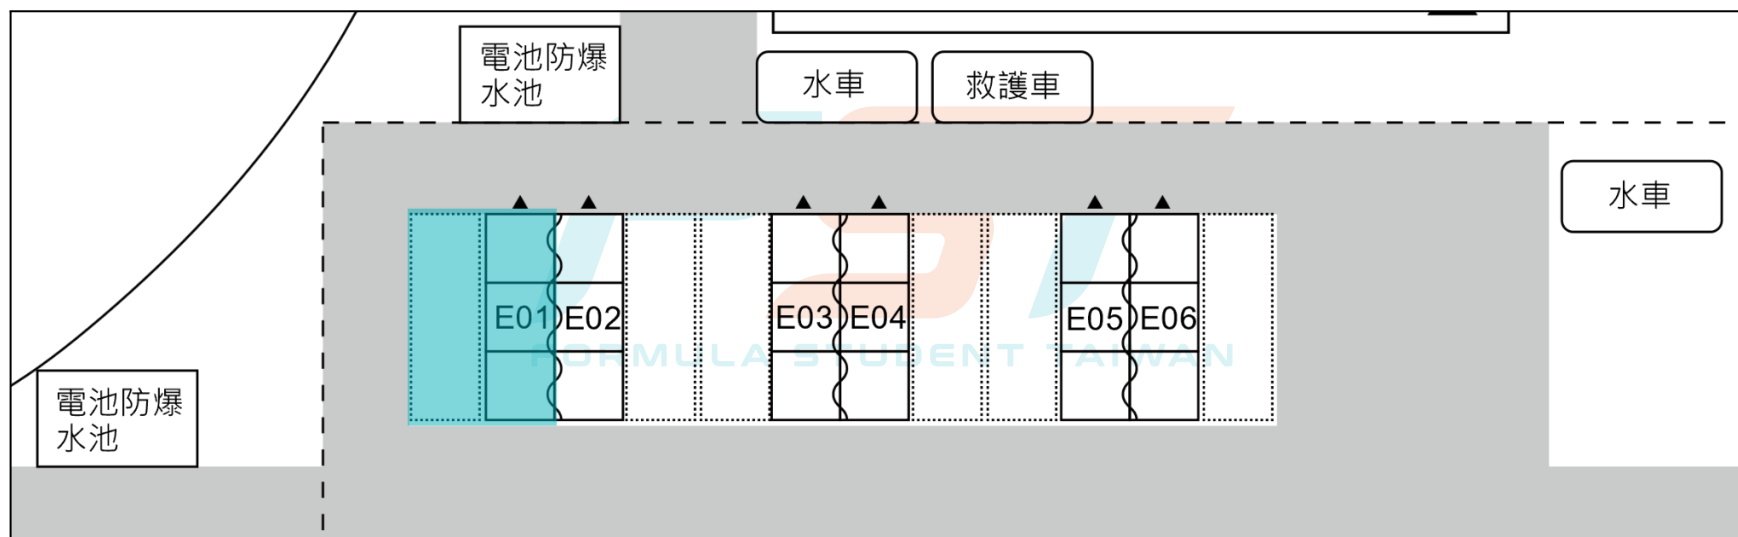 電池防爆
水池
水車
救護車
水車
E01
E02
E03
E04
E05
E06
FORMULA STUDENT TAIWAN
電池防爆
水池